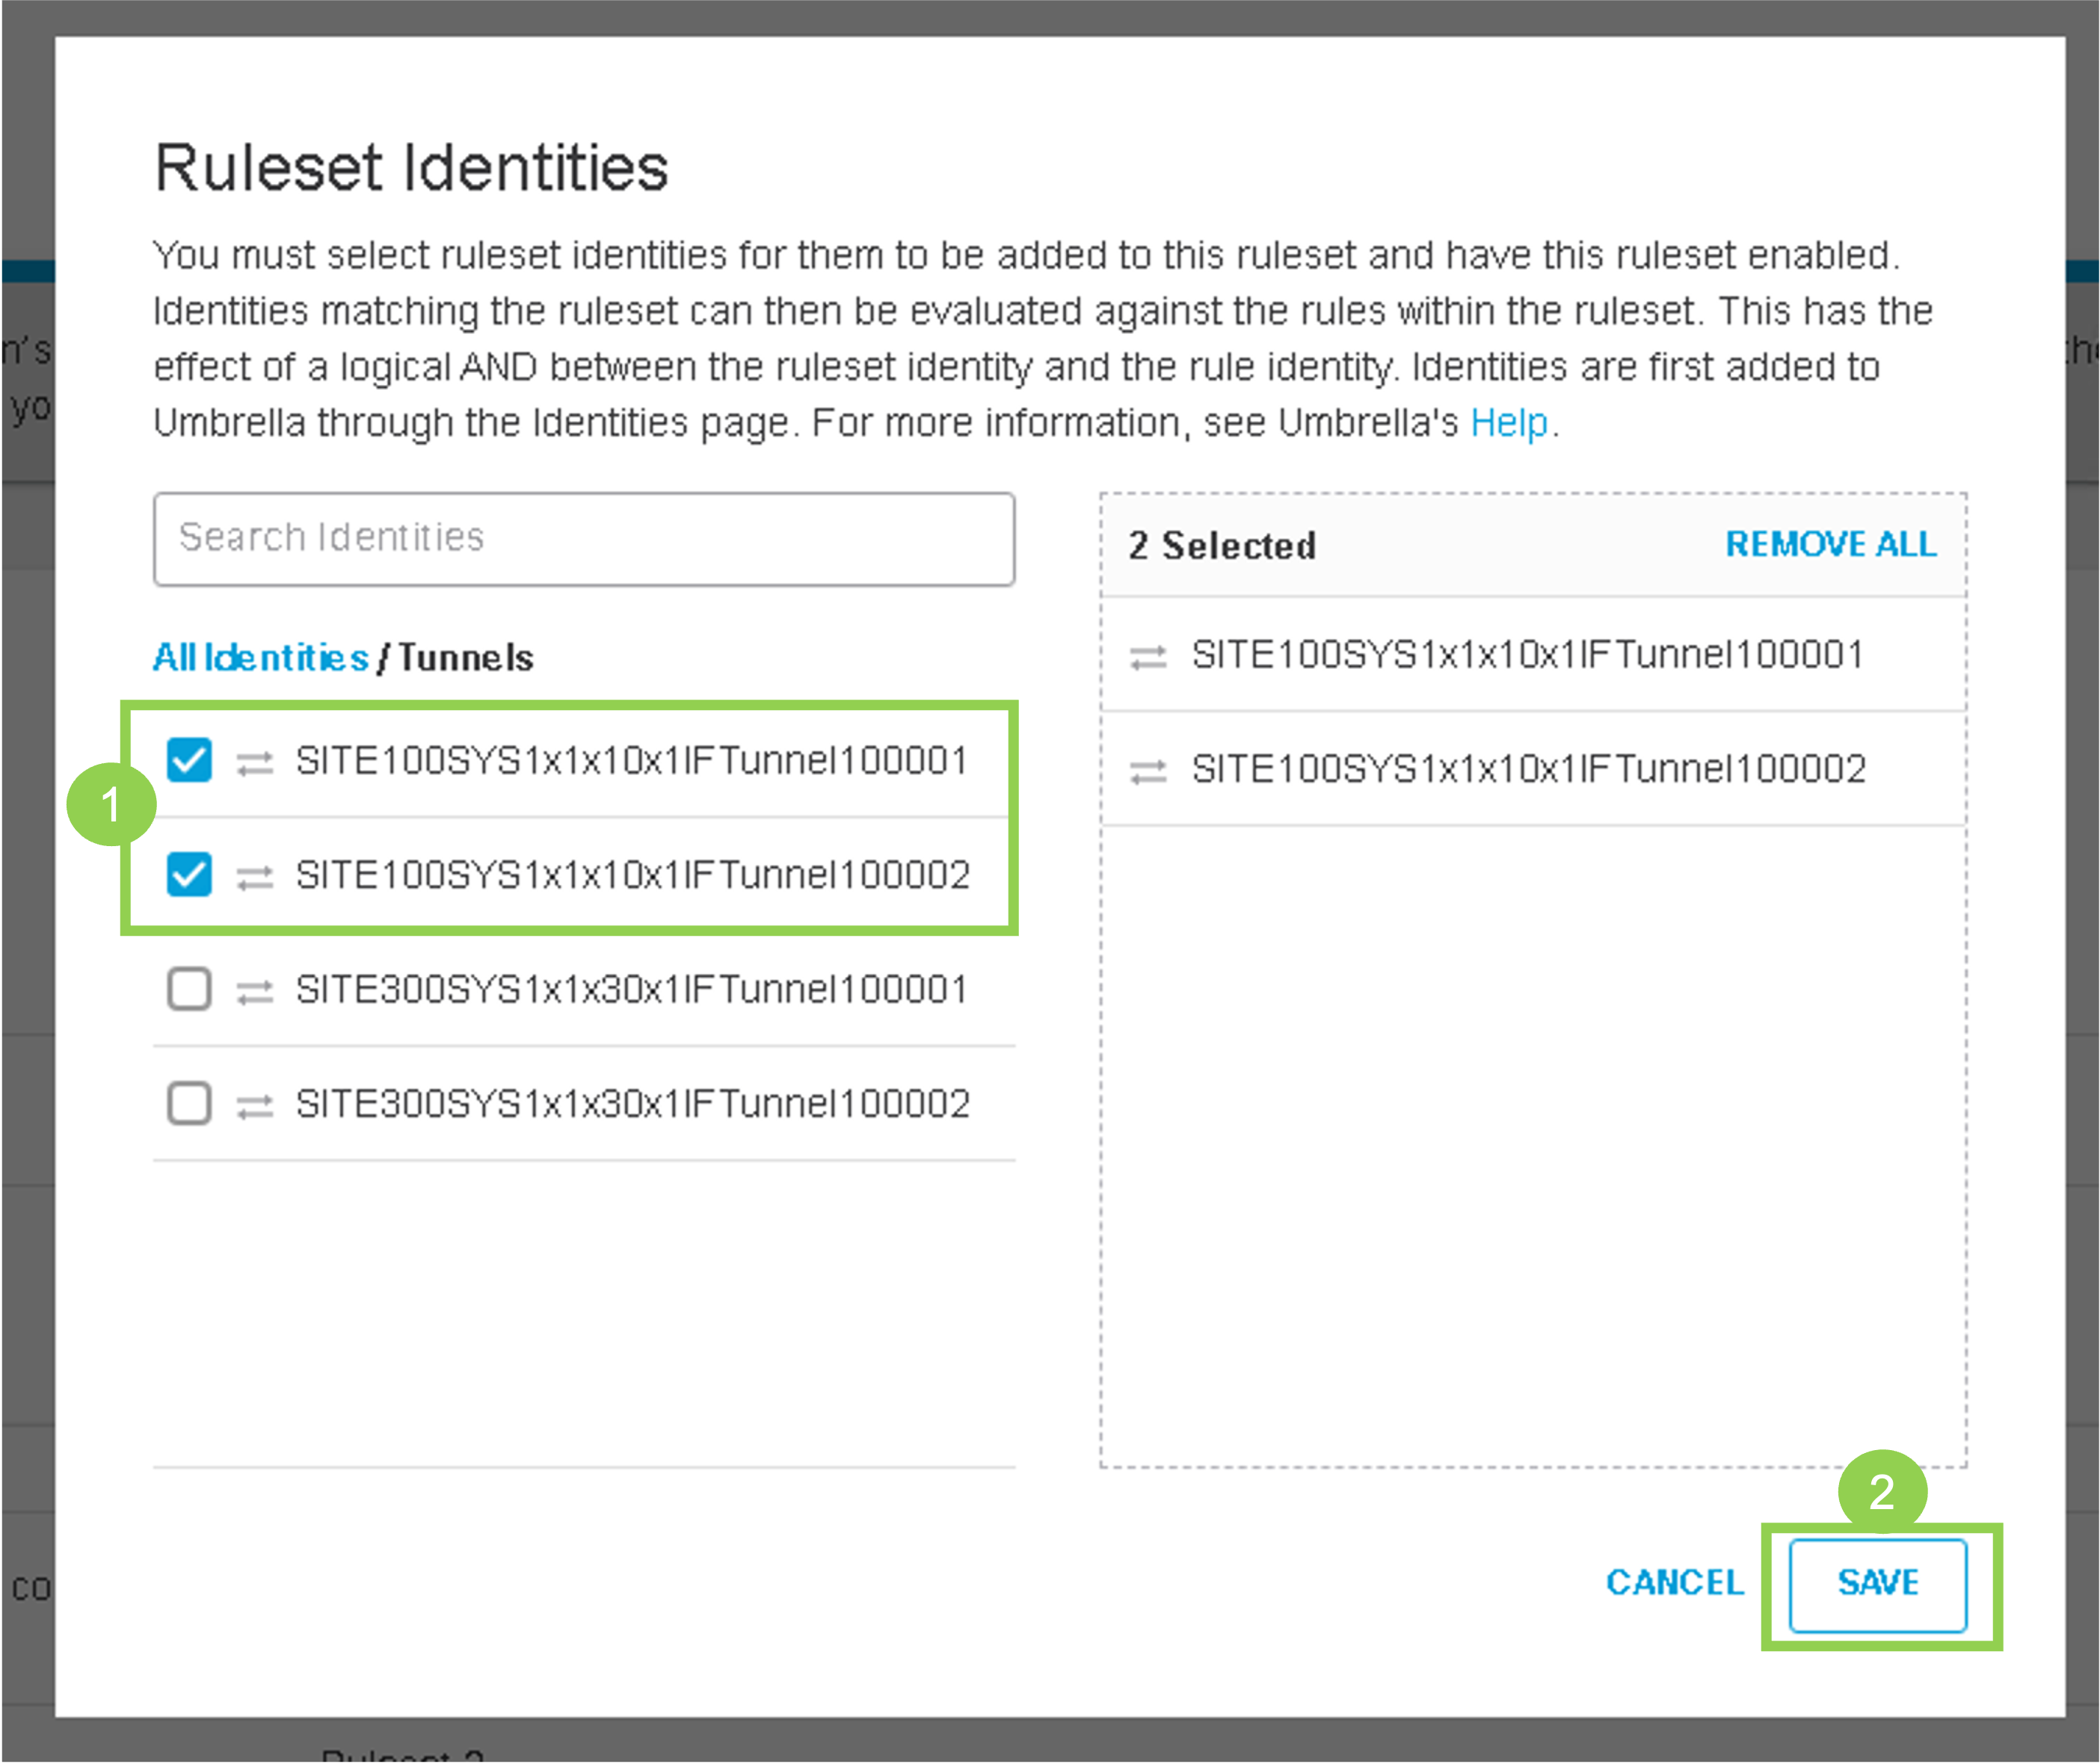 Ruleset Identities
You must select ruleset identities for them to be added to this ruleset and have this ruleset enabled.
Identities matching the ruleset can then be evaluated against the rules within the ruleset. This has the
effect of a logical AND between the ruleset identity and the rule identity. Identities are first added to
Umbrella through the Identities page. For more information, see Umbrella's Help.
n's
yo
Search Identities
All Identities / Tunnels
1
SITE100SYS1x1x10x1IFTunnel100001
SITE100SYS1x1x10x1IFTunnel100002
SITE300SYS1x1x30x1IFTunnel100001
SITE300SYS1x1x30x1IFTunnel100002
2 Selected
REMOVE ALL
SITE100SYS1x1x10x1IFTunnel100001
SITE100SYS1x1x10x1IFTunnel100002
2
CANCEL
SAVE
co